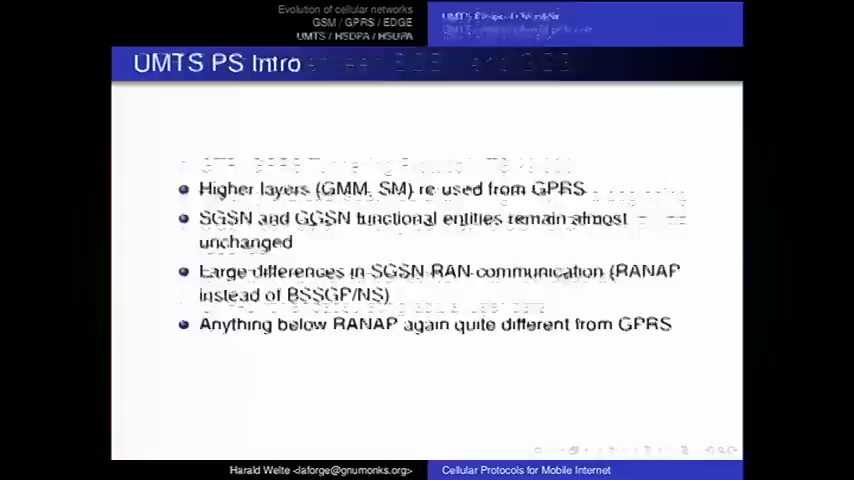 Evolution of cellular networks
GSM / GPRS / EDGE
UMTS / HSDPA / HSUPA
UMTS PS Intro
Higher layers (GMM, SM) re used from GPRS
SGSN and GGSN functional entities remain almost
unchanged
Large differences in SGSN-RAN communication (RANAP
instead of BSSGP/NS)
Anything below RANAP again quite different from GPRS
Harald Welte <laforge@gnumonks.org>
Cellular Protocols for Mobile Internet